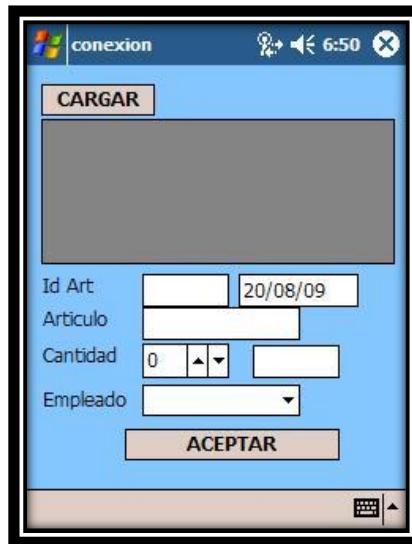 conexion 6:50
CARGAR
Id Art 20/08/09
Articulo
Cantidad 0
Empleado
ACEPTAR